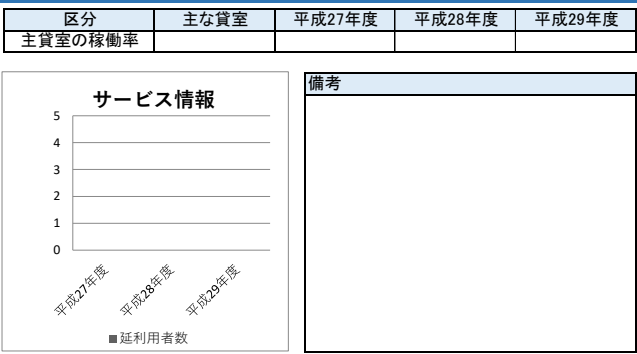 区分 主な貸室 平成27年度 平成28年度 平成29年度
主貸室の稼働率
サービス情報
5
4
3
2
1
0
平成27年度 平成28年度 平成29年度
■延利用者数
備考